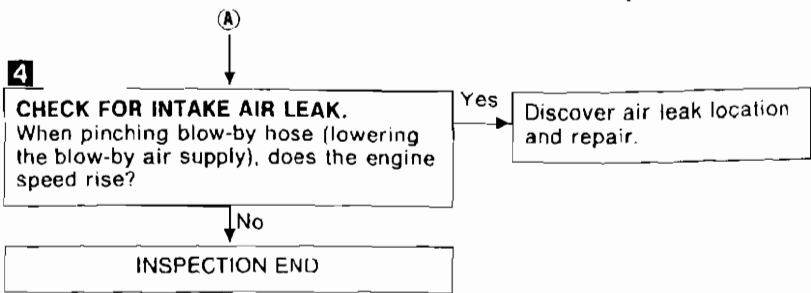 A
4
CHECK FOR INTAKE AIR LEAK.
When pinching blow-by hose (lowering
the blow-by air supply), does the engine
speed rise?
Yes
Discover air leak location
and repair.
No
INSPECTION END